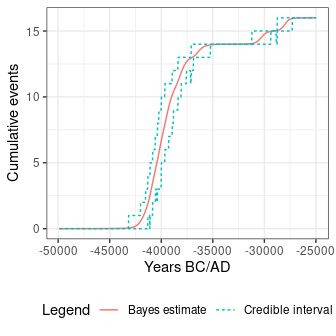 Cumulative events
15
10
5
0
-50000 -45000 -40000 -35000 -30000 -25000
Years BC/AD
Legend Bayes estimate Credible interval